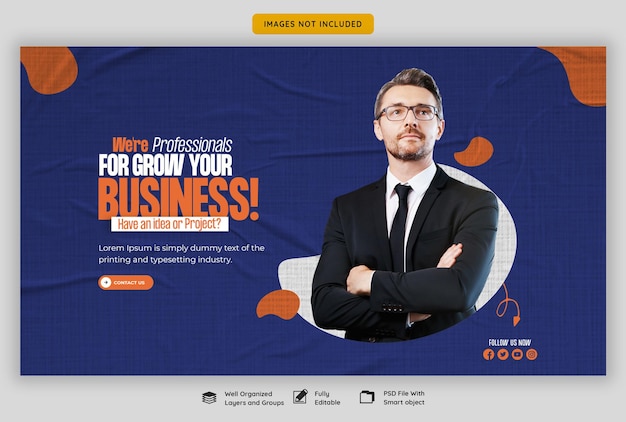 IMAGES NOT INCLUDED
We're Professionals
FOR GROW YOUR
BUSINESS!
Have an idea or Project?
Lorem Ipsum is simply dummy text of the
printing and typesetting industry.
CONTACT US
FOLLOW US NOW
Well Organized
Layers and Groups
Fully
Editable
PSD File With
Smart object